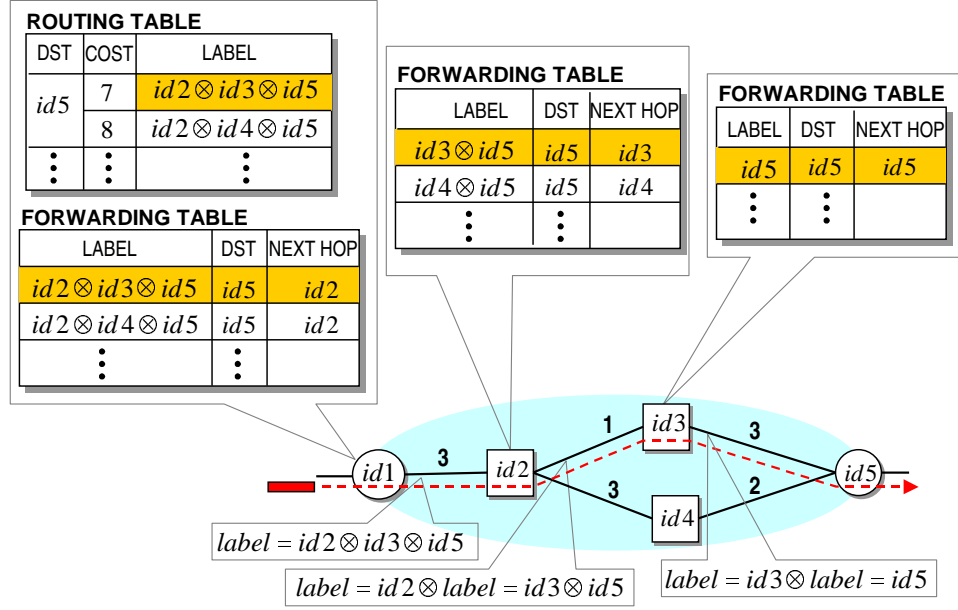 ROUTING TABLE
DST COST LABEL
id5 7 id2 ⊗ id3 ⊗ id5
8 id2 ⊗ id4 ⊗ id5
⋮ ⋮ ⋮
FORWARDING TABLE
LABEL DST NEXT HOP
id2 ⊗ id3 ⊗ id5 id5 id2
id2 ⊗ id4 ⊗ id5 id5 id2
⋮ ⋮
FORWARDING TABLE
LABEL DST NEXT HOP
id3 ⊗ id5 id5 id3
id4 ⊗ id5 id5 id4
⋮ ⋮
FORWARDING TABLE
LABEL DST NEXT HOP
id5 id5 id5
⋮ ⋮
id1
3
id2
1
id3
3
3
id4
2
id5
label = id2 ⊗ id3 ⊗ id5
label = id2 ⊗ label = id3 ⊗ id5
label = id3 ⊗ label = id5